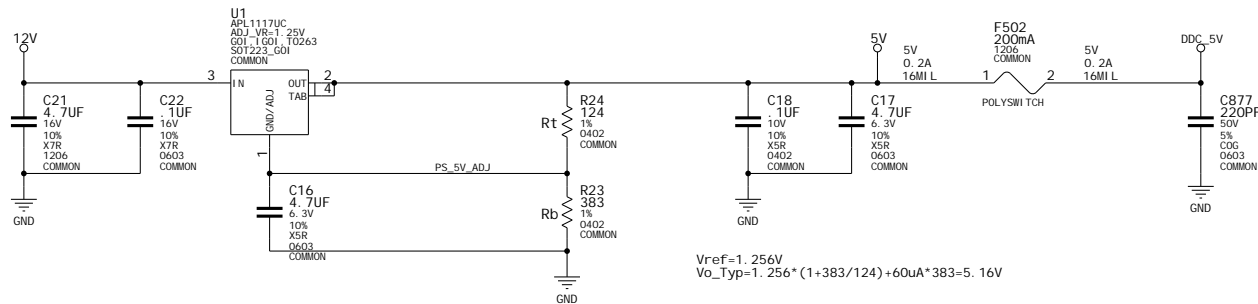 12V
U1
APL1117UC
ADJ_VR=1.25V
GOI,IGOI,TO263
SOT223_GOI
COMMON
3
IN
OUT
TAB
GND/ADJ
2
4
1
C21
4.7UF
16V
10%
X7R
1206
COMMON
C22
.1UF
16V
10%
X7R
0603
COMMON
GND
C16
4.7UF
6.3V
10%
X5R
0603
COMMON
PS_5V_ADJ
Rt
R24
124
1%
0402
COMMON
Rb
R23
383
1%
0402
COMMON
GND
C18
.1UF
10V
10%
X5R
0402
COMMON
C17
4.7UF
6.3V
10%
X5R
0603
COMMON
GND
5V
5V
0.2A
16MIL
F502
200mA
1206
COMMON
1
2
POLYSWITCH
5V
0.2A
16MIL
DDC_5V
C877
220PF
50V
5%
COG
0603
COMMON
GND
Vref=1.256V
Vo_Typ=1.256*(1+383/124)+60uA*383=5.16V